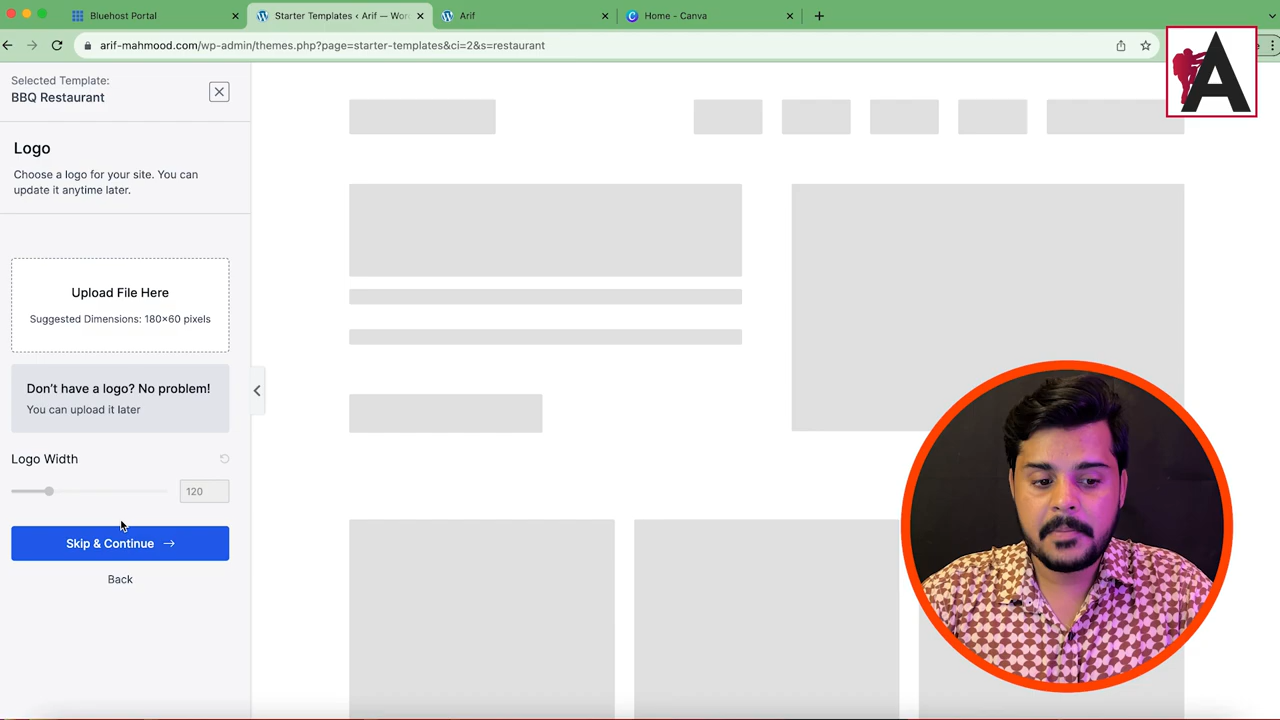 Bluehost Portal
Starter Templates ‹ Arif — Wor
Arif
Home - Canva
arif-mahmood.com/wp-admin/themes.php?page=starter-templates&ci=2&s=restaurant
A
Selected Template:
BBQ Restaurant
Logo
Choose a logo for your site. You can
update it anytime later.
Upload File Here
Suggested Dimensions: 180×60 pixels
Don't have a logo? No problem!
You can upload it later
Logo Width
120
Skip & Continue
Back